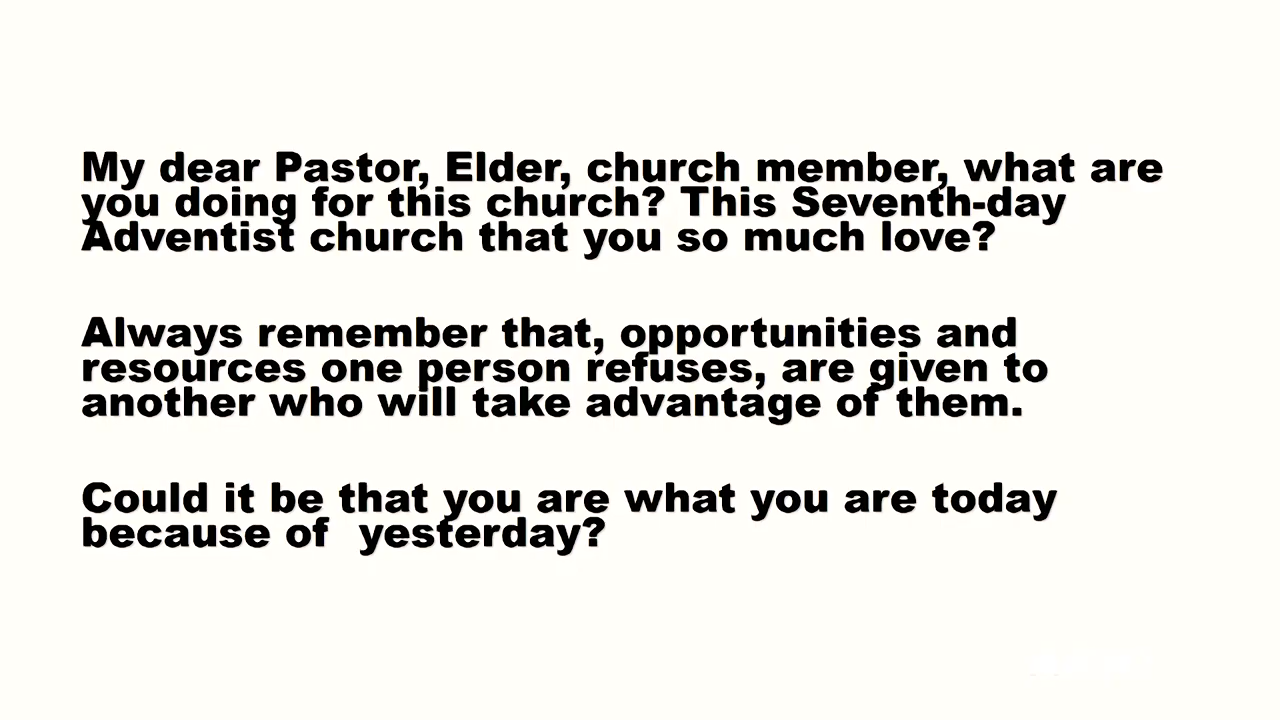 My dear Pastor, Elder, church member, what are
you doing for this church? This Seventh-day
Adventist church that you so much love?
Always remember that, opportunities and
resources one person refuses, are given to
another who will take advantage of them.
Could it be that you are what you are today
because of  yesterday?